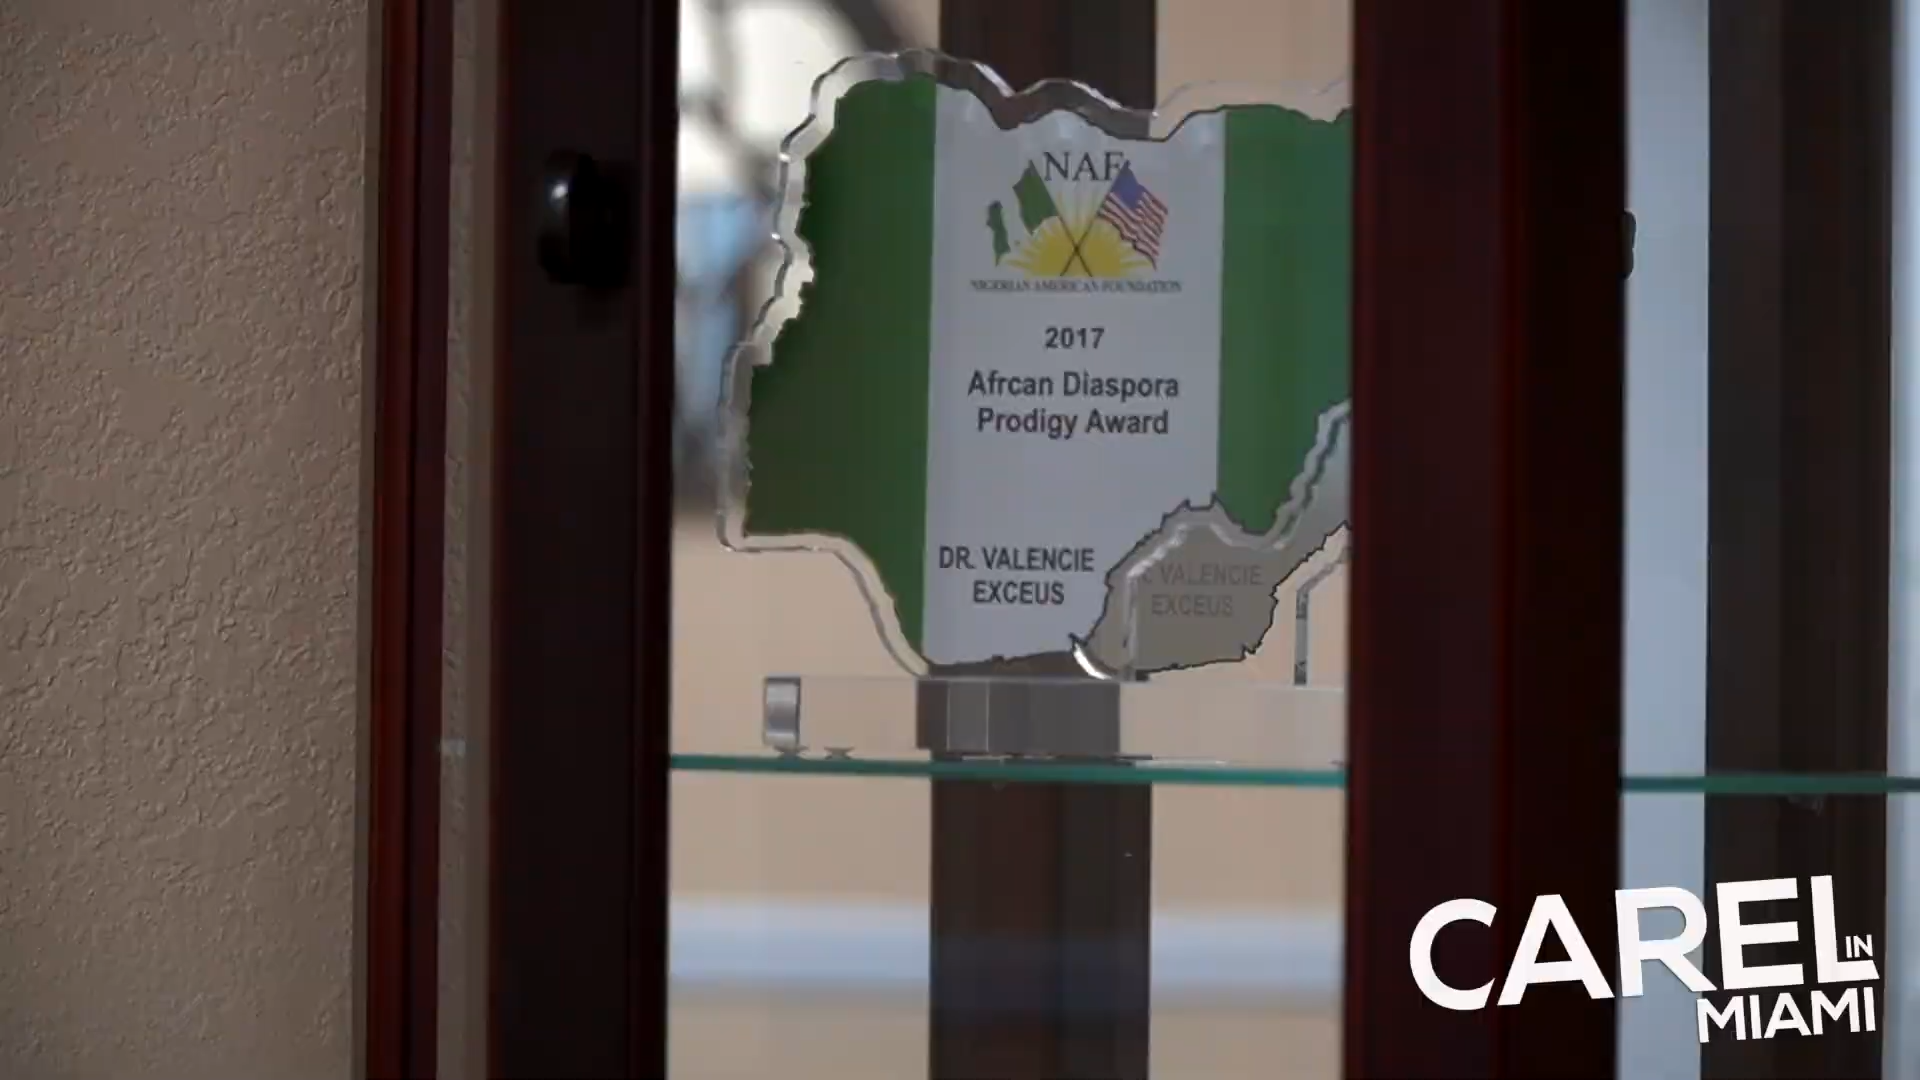 NAF
NIGERIAN AMERICAN FOUNDATION
2017
Afrcan Diaspora
Prodigy Award
DR. VALENCIE
EXCEUS
VALENCIE
EXCEUS
CAREL
IN
MIAMI